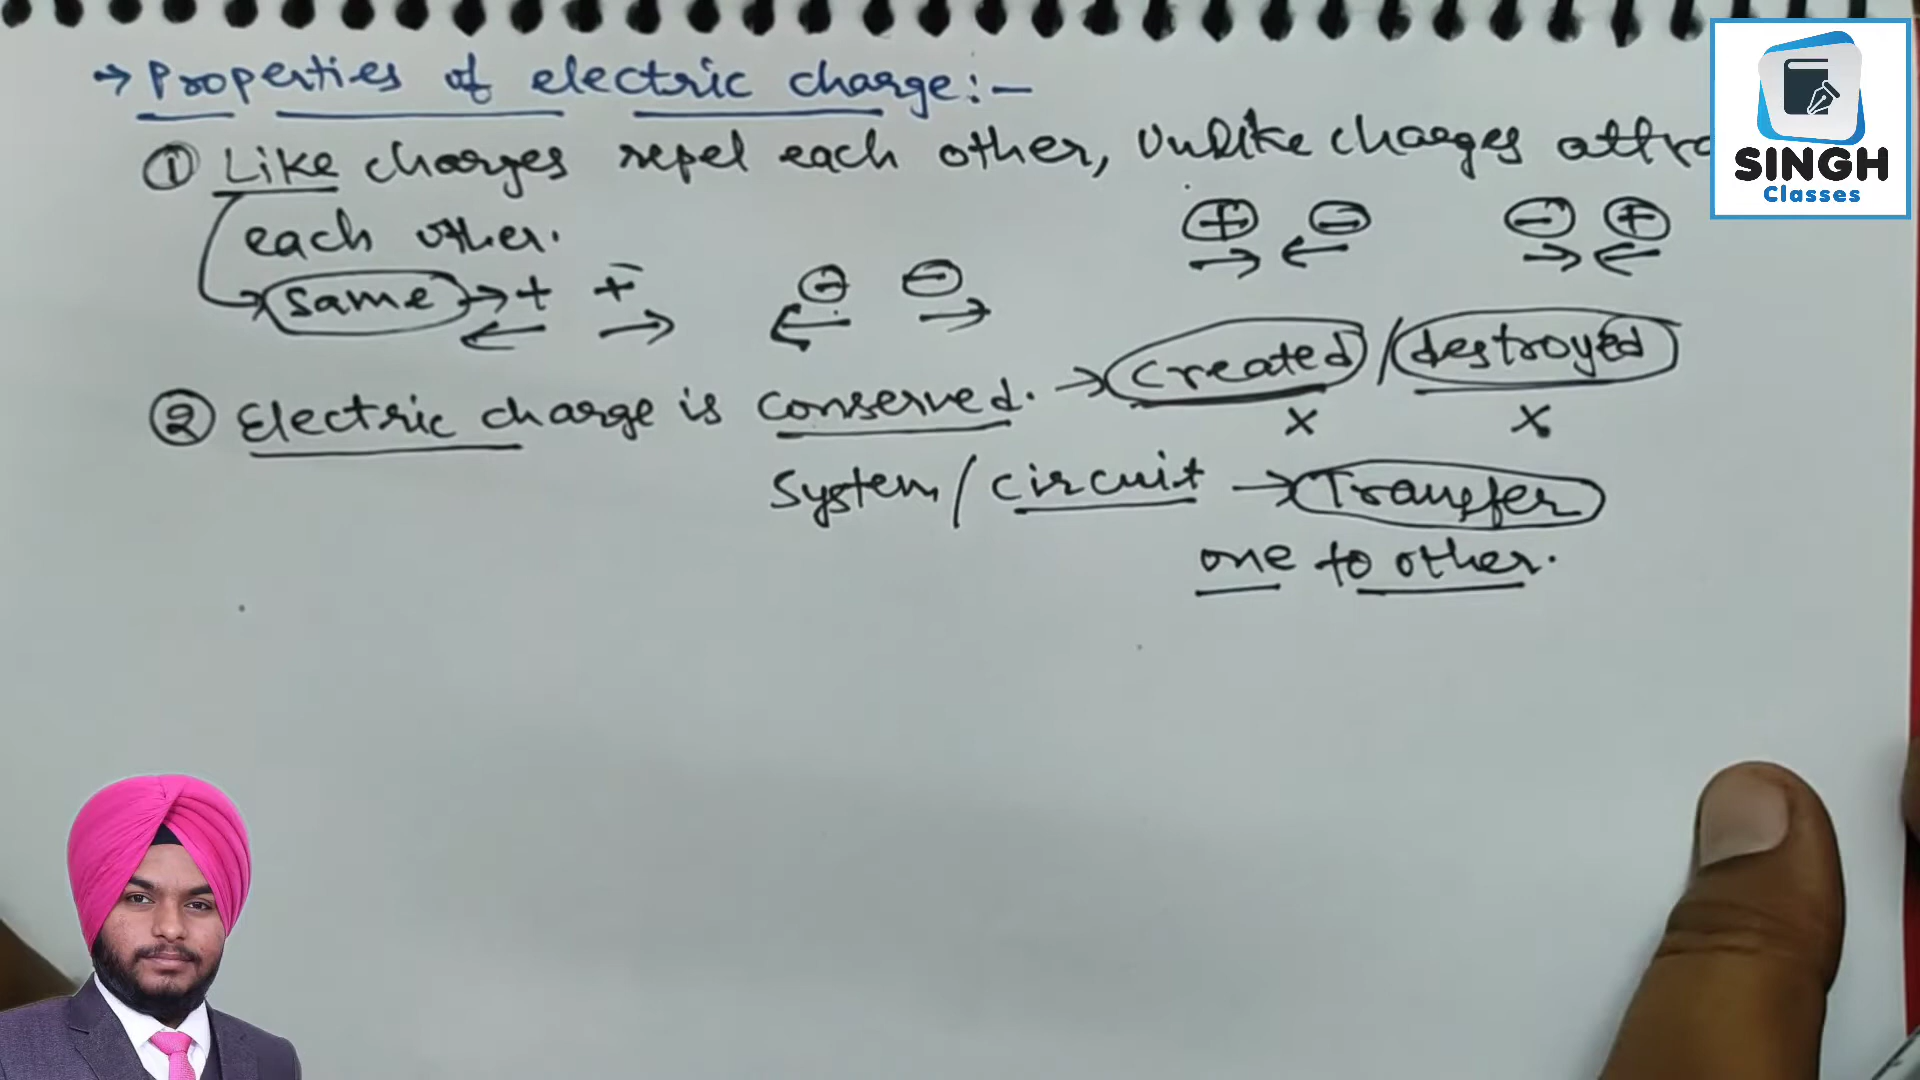 → Properties of electric charge:-
① Like charges repel each other, Unlike charges attra
each other.
+ - - +
same → + + - -
② Electric charge is conserved. → created / destroyed
x x
System / circuit → Transfer
one to other.
SINGH
Classes